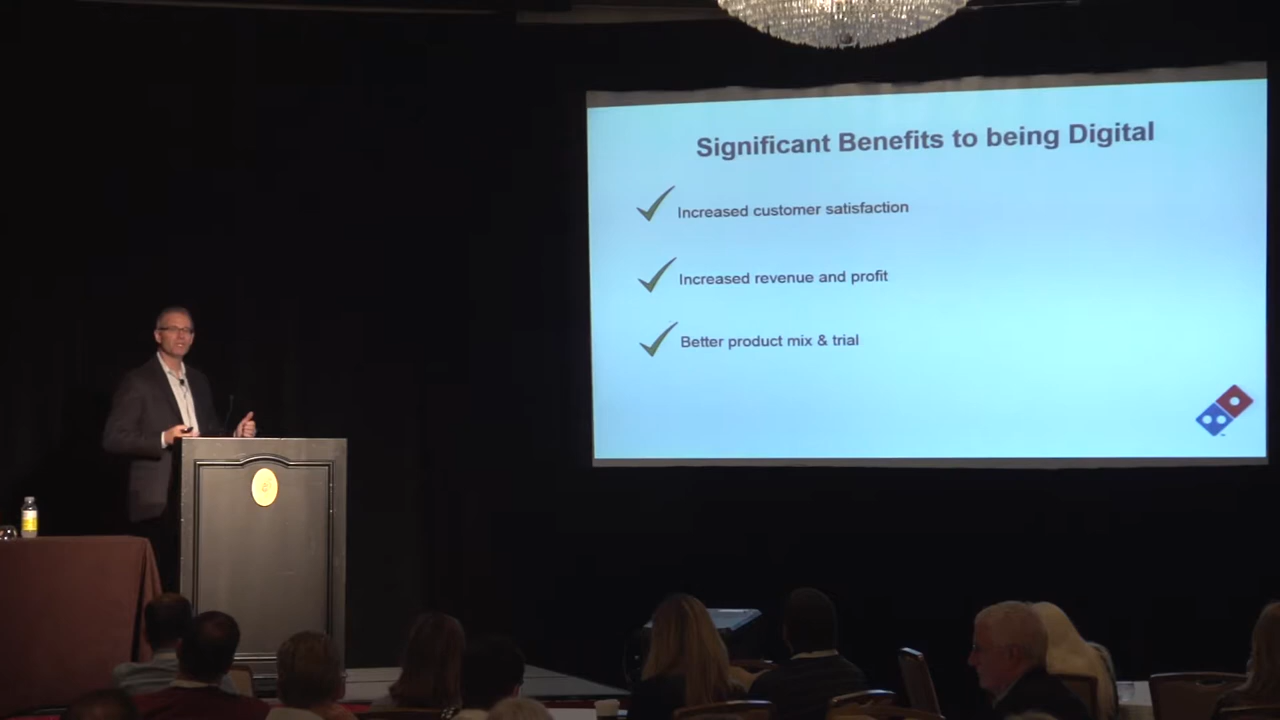 Significant Benefits to being Digital
Increased customer satisfaction
Increased revenue and profit
Better product mix & trial